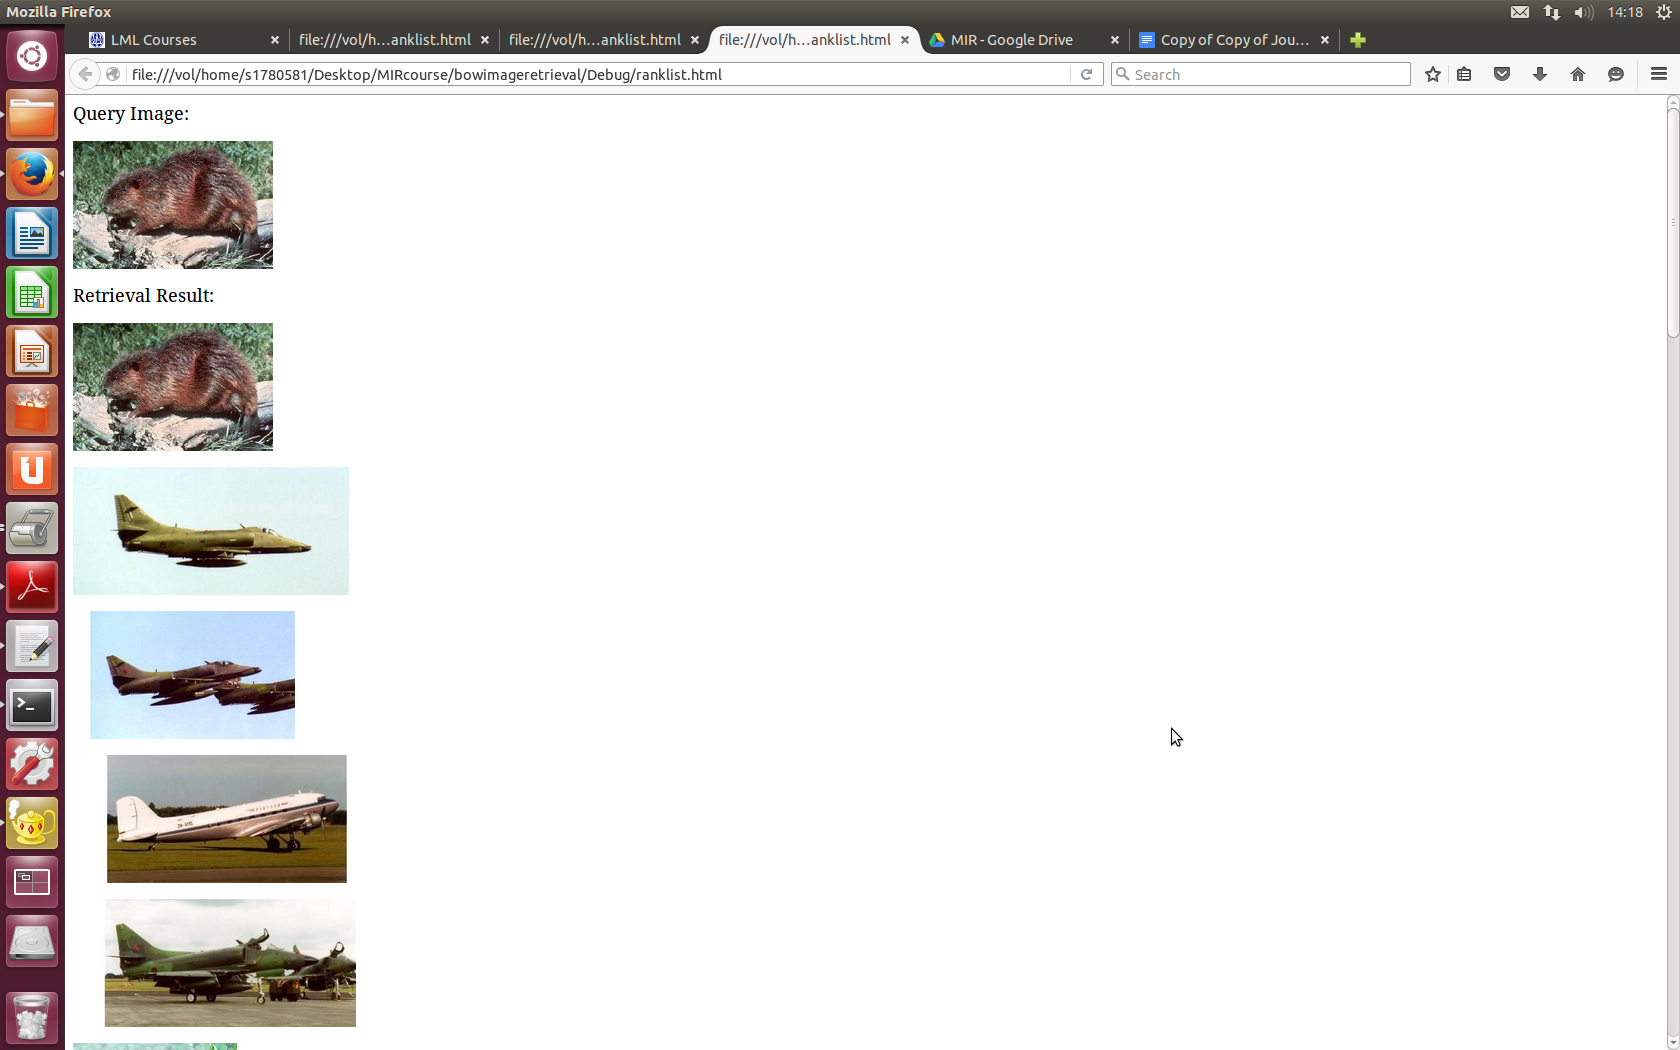 Mozilla Firefox
14:18
LML Courses
file:///vol/h...anklist.html
file:///vol/h...anklist.html
file:///vol/h...anklist.html
MIR - Google Drive
Copy of Copy of Jou...
file:///vol/home/s1780581/Desktop/MIRcourse/bowimageretrieval/Debug/ranklist.html
Search
Query Image:
Retrieval Result: